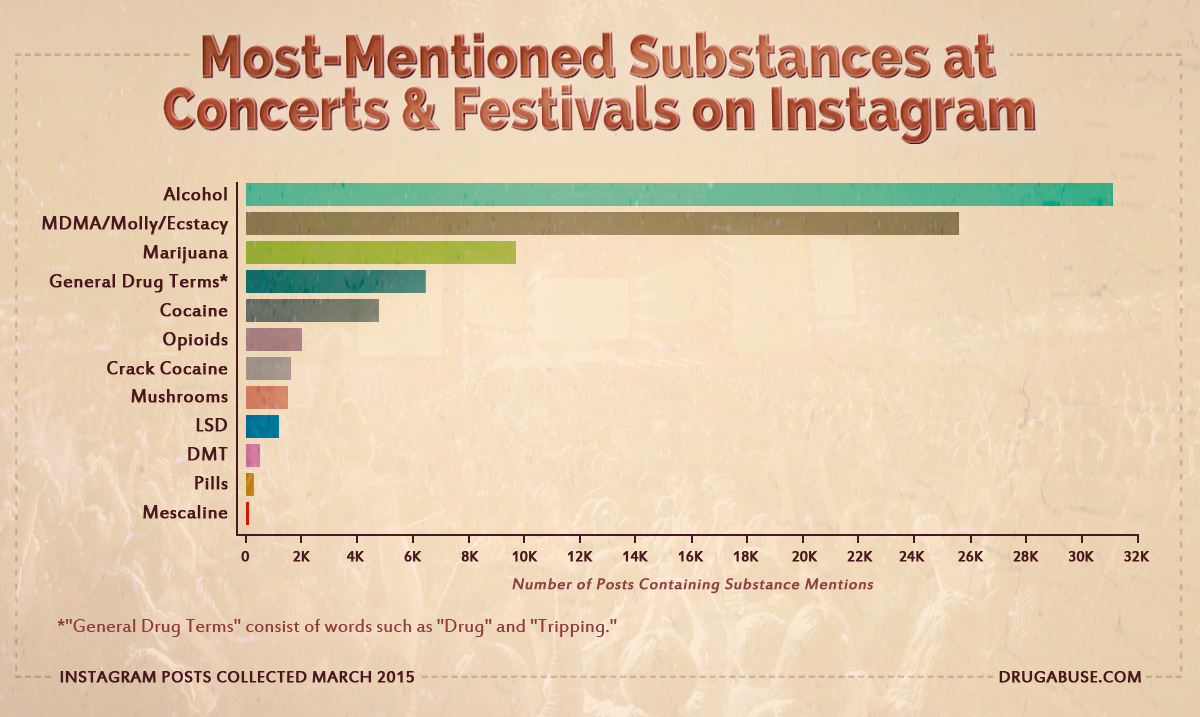 Most-Mentioned Substances at
Concerts & Festivals on Instagram
Alcohol
MDMA/Molly/Ecstacy
Marijuana
General Drug Terms*
Cocaine
Opioids
Crack Cocaine
Mushrooms
LSD
DMT
Pills
Mescaline
0 2K 4K 6K 8K 10K 12K 14K 16K 18K 20K 22K 24K 26K 28K 30K 32K
Number of Posts Containing Substance Mentions
*"General Drug Terms" consist of words such as "Drug" and "Tripping."
INSTAGRAM POSTS COLLECTED MARCH 2015 DRUGABUSE.COM